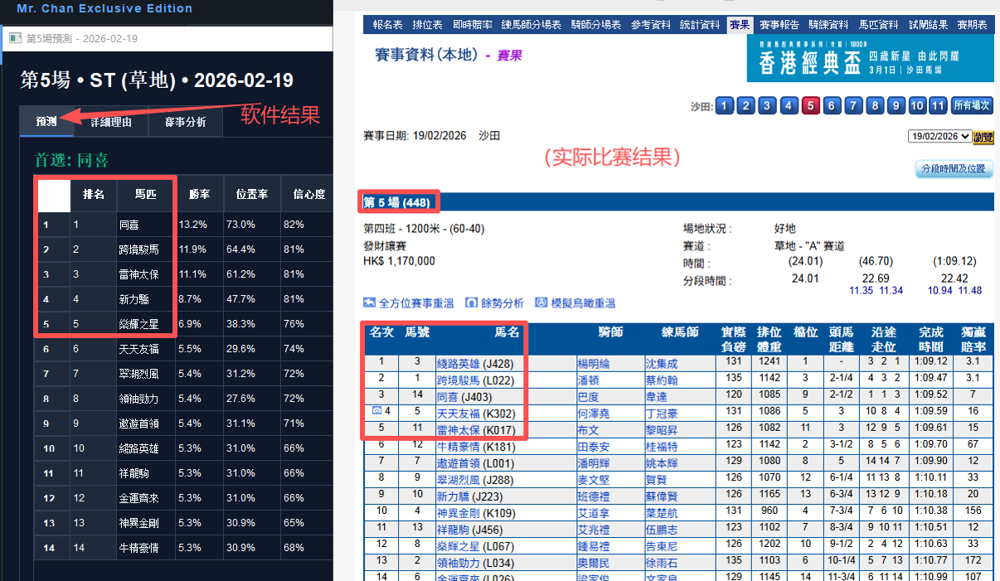 Mr. Chan Exclusive Edition
第5場預測 - 2026-02-19
第5場 • ST (草地) • 2026-02-19
預測 詳細理由 賽事分析
软件结果
首選: 同喜
排名 馬匹 勝率 位置率 信心度
1 1 同喜 13.2% 73.0% 82%
2 2 跨境駿馬 11.9% 64.4% 81%
3 3 雷神太保 11.1% 61.2% 81%
4 4 新力驕 8.7% 47.7% 81%
5 5 燊輝之星 6.9% 38.3% 76%
6 6 天天友福 5.5% 29.6% 74%
7 7 翠湖烈風 5.4% 31.2% 72%
8 8 領袖勁力 5.4% 27.6% 72%
9 9 遨遊首領 5.4% 31.1% 71%
10 10 綫路英雄 5.3% 31.0% 66%
11 11 祥龍駒 5.3% 31.0% 66%
12 12 金運齊來 5.3% 31.0% 66%
13 13 神異金剛 5.3% 30.9% 65%
14 14 牛精豪情 5.3% 30.9% 68%
報名表 排位表 即時賠率 練馬師分場表 騎師分場表 參考資料 統計資料 賽果 賽事報告 騎練資料 馬匹資料 試閘結果 賽期表
賽事資料(本地) - 賽果
四歲馬經典賽事系列 | 次關 | 1800米
香港經典盃
四歲新星 由此閃耀
3月1日 | 沙田馬場
沙田: 1 2 3 4 5 6 7 8 9 10 11 所有場次
賽事日期: 19/02/2026 沙田
19/02/2026 瀏覽
(实际比赛结果)
分段時間及位置
第 5 場 (448)
第四班 - 1200米 - (60-40) 場地狀況 : 好地
發財讓賽 賽道 : 草地 - "A" 賽道
HK$ 1,170,000 時間 : (24.01) (46.70) (1:09.12)
分段時間 : 24.01 22.69 22.42
11.35 11.34 10.94 11.48
全方位賽事重溫 餘勢分析 模擬鳥瞰重溫
名次 馬號 馬名 騎師 練馬師 實際負磅 排位體重 檔位 頭馬距離 沿途走位 完成時間 獨贏賠率
1 3 綫路英雄 (J428) 楊明綸 沈集成 131 1241 1 - 3 2 1 1:09.12 3.1
2 1 跨境駿馬 (L022) 潘頓 蔡約翰 135 1142 3 2-1/4 4 3 2 1:09.47 3.1
3 14 同喜 (J403) 巴度 韋達 120 1085 9 2-1/2 1 1 3 1:09.52 7
4 5 天天友福 (K302) 何澤堯 丁冠豪 131 1086 5 3 10 8 4 1:09.59 16
5 11 雷神太保 (K017) 布文 黎昭昇 126 1082 11 3 12 9 5 1:09.61 15
6 12 牛精豪情 (K181) 田泰安 桂福特 123 1142 2 3-1/2 8 5 6 1:09.70 67
7 7 遨遊首領 (L001) 潘明輝 姚本輝 129 1080 8 5 14 14 7 1:09.90 12
8 9 翠湖烈風 (J288) 麥文堅 賀賢 126 1070 12 6-1/4 11 13 8 1:10.11 33
9 10 新力驕 (J223) 班德禮 蘇偉賢 126 1165 13 6-3/4 13 12 9 1:10.18 20
10 4 神異金剛 (K109) 艾道拿 葉楚航 131 960 4 7-3/4 7 6 10 1:10.38 156
11 13 祥龍駒 (J456) 艾兆禮 伍鵬志 123 1102 7 8-3/4 9 10 11 1:10.51 12
12 8 燊輝之星 (L067) 鍾易禮 告東尼 126 1202 10 9-1/2 2 4 12 1:10.63 33
13 2 領袖勁力 (L034) 奧爾民 徐雨石 135 1103 6 10-1/4 5 7 13 1:10.77 172
14 6 金運齊來 (L026) 梁家俊 文家良 129 1145 14 11-3/4 6 11 14 1:10.99 107